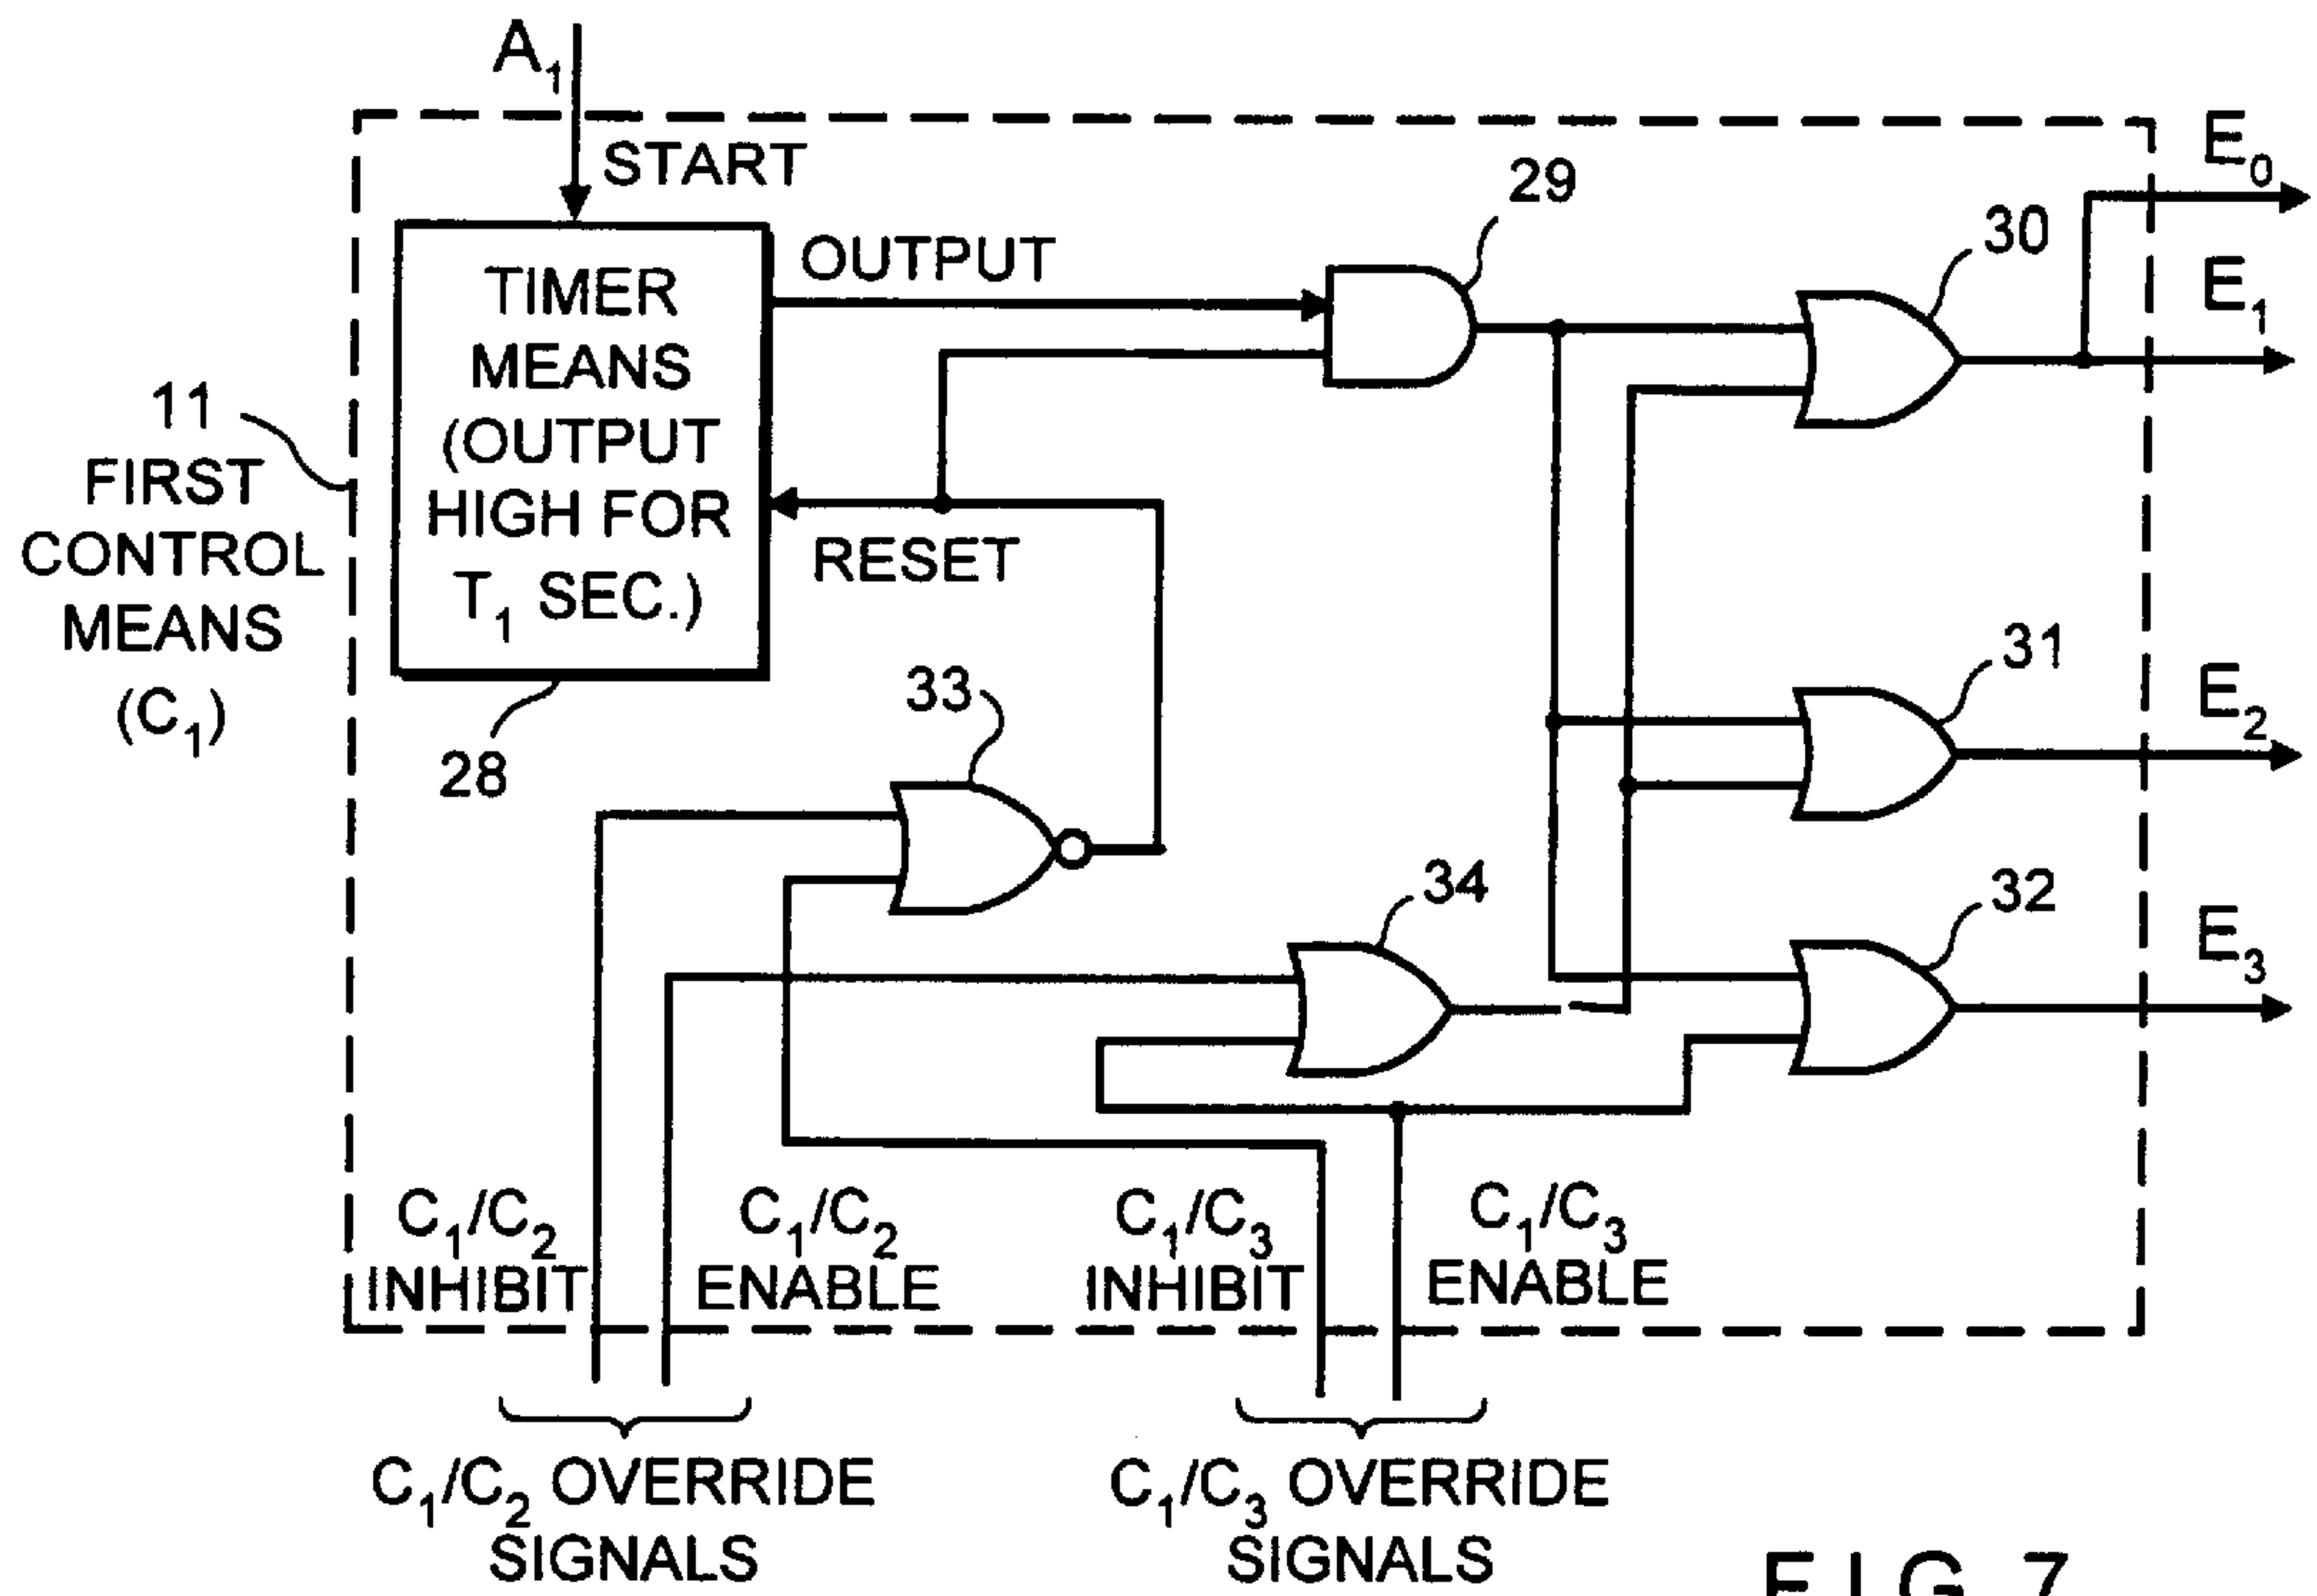 A₁
START
OUTPUT
TIMER
MEANS
(OUTPUT
HIGH FOR
T₁ SEC.)
RESET
11
FIRST
CONTROL
MEANS
(C₁)
28
29
30
31
32
33
34
E₀
E₁
E₂
E₃
C₁/C₂
INHIBIT
C₁/C₂
ENABLE
C₁/C₃
INHIBIT
C₁/C₃
ENABLE
C₁/C₂ OVERRIDE
SIGNALS
C₁/C₃ OVERRIDE
SIGNALS
FIG 7